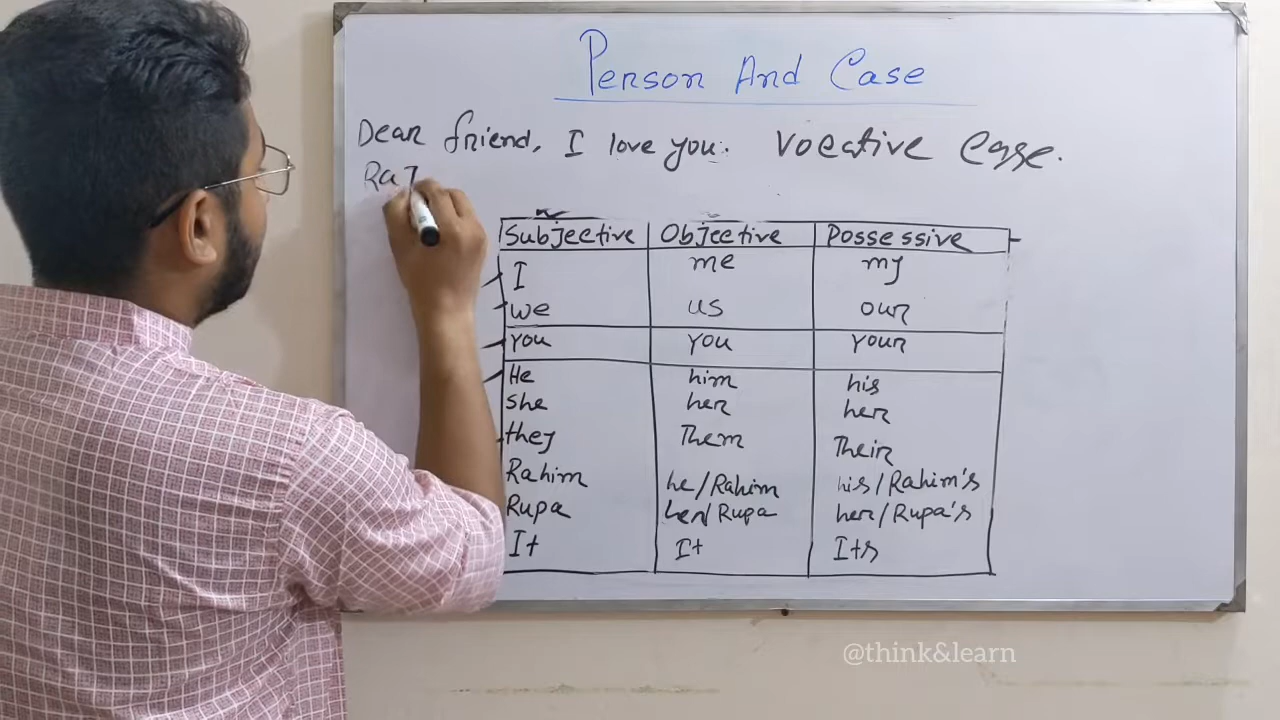 Person And Case
Dear friend, I love you. Vocative case.
Subjective Objective Possessive
I me my
we us our
you you your
He him his
she her her
they Them Their
Rahim he/Rahim his/Rahim's
Rupa her/Rupa her/Rupa's
It It Its
@think&learn